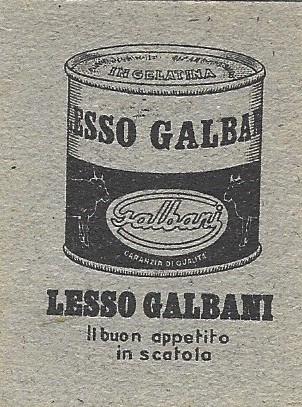 IN GELATINA
LESSO GALBANI
Galbani
GARANZIA DI QUALITÀ
LESSO GALBANI
Il buon appetito
in scatola